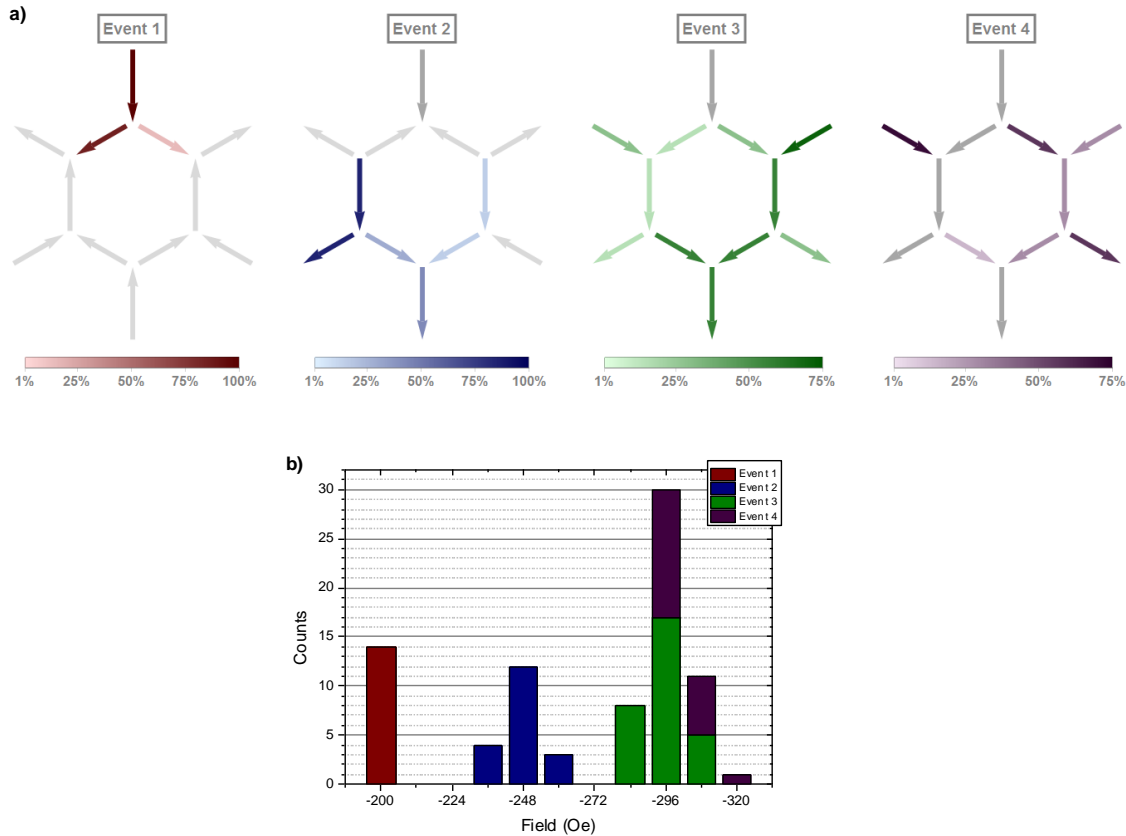 a)
Event 1
Event 2
Event 3
Event 4
1% 25% 50% 75% 100%
1% 25% 50% 75% 100%
1% 25% 50% 75%
1% 25% 50% 75%
b)
Event 1
Event 2
Event 3
Event 4
30
25
20
15
10
5
0
Counts
-200 -224 -248 -272 -296 -320
Field (Oe)